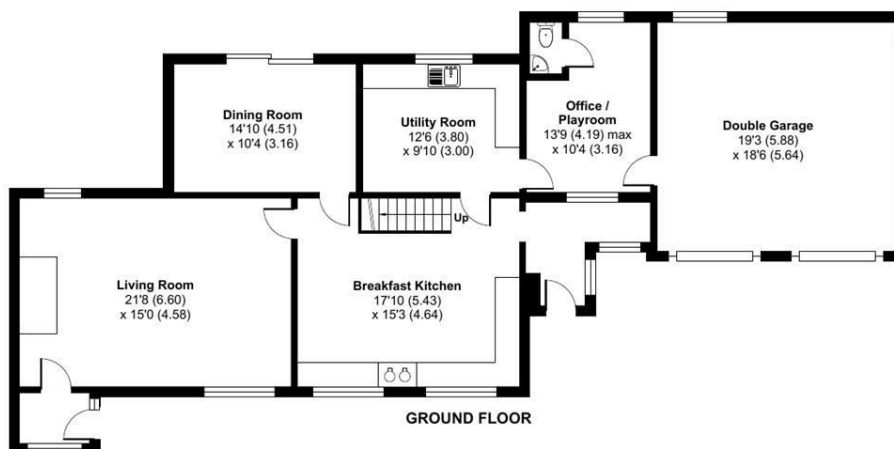 Dining Room
14'10 (4.51)
x 10'4 (3.16)
Utility Room
12'6 (3.80)
x 9'10 (3.00)
Office /
Playroom
13'9 (4.19) max
x 10'4 (3.16)
Double Garage
19'3 (5.88)
x 18'6 (5.64)
Up
Living Room
21'8 (6.60)
x 15'0 (4.58)
Breakfast Kitchen
17'10 (5.43)
x 15'3 (4.64)
GROUND FLOOR